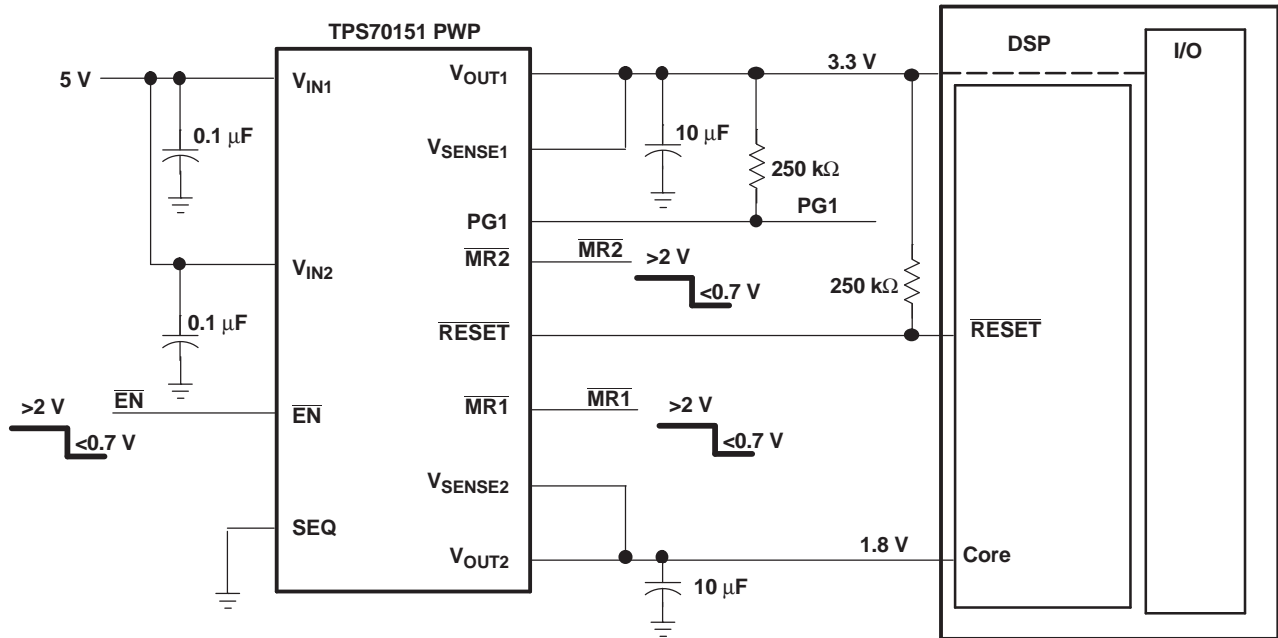 TPS70151 PWP
DSP
I/O
5 V
VIN1
VOUT1
3.3 V
0.1 μF
VSENSE1
10 μF
250 kΩ
PG1
PG1
MR2
MR2
>2 V
<0.7 V
VIN2
250 kΩ
0.1 μF
RESET
RESET
>2 V
EN
EN
<0.7 V
MR1
MR1
>2 V
<0.7 V
VSENSE2
SEQ
VOUT2
1.8 V
Core
10 μF